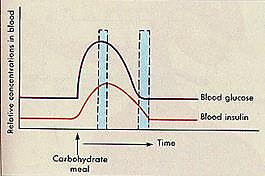 Relative concentrations in blood
Blood glucose
Blood insulin
Time
Carbohydrate
meal